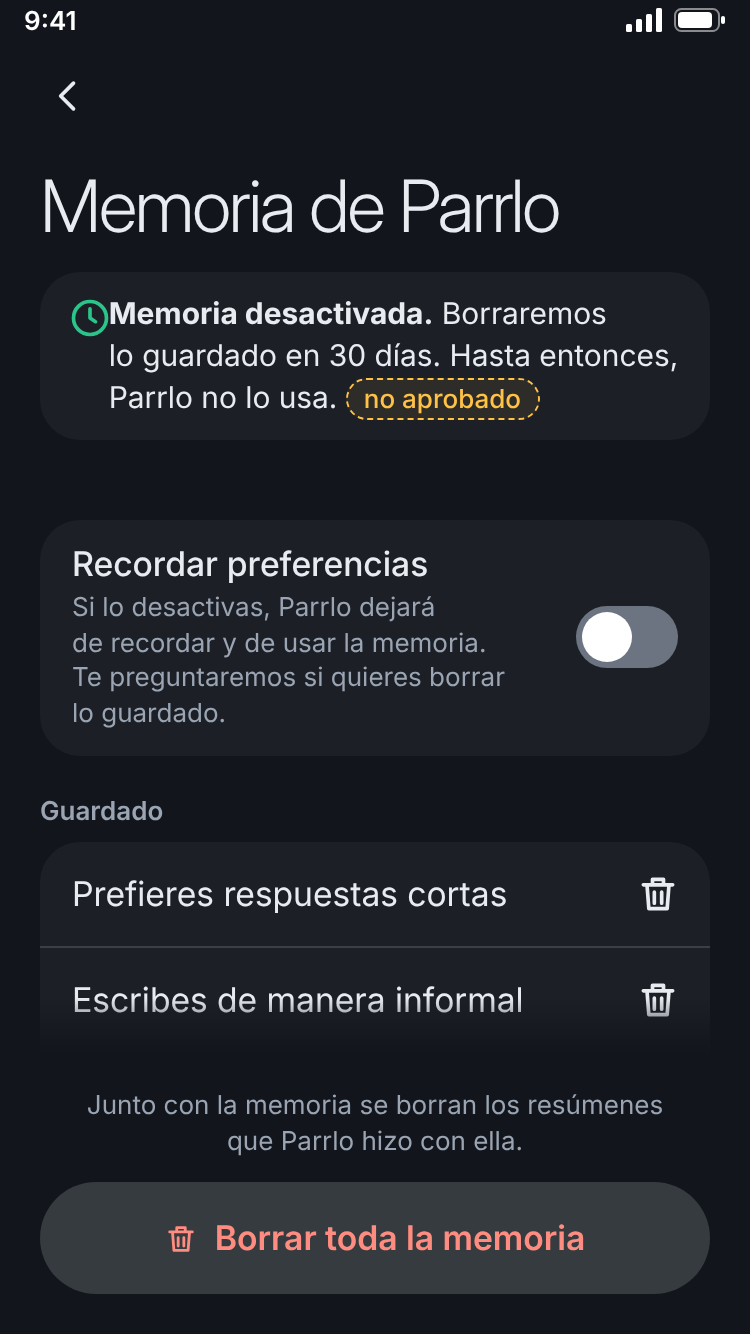 9:41
Memoria de Parrlo
Memoria desactivada. Borraremos
lo guardado en 30 días. Hasta entonces,
Parrlo no lo usa. no aprobado
Recordar preferencias
Si lo desactivas, Parrlo dejará
de recordar y de usar la memoria.
Te preguntaremos si quieres borrar
lo guardado.
Guardado
Prefieres respuestas cortas
Escribes de manera informal
Junto con la memoria se borran los resúmenes
que Parrlo hizo con ella.
Borrar toda la memoria